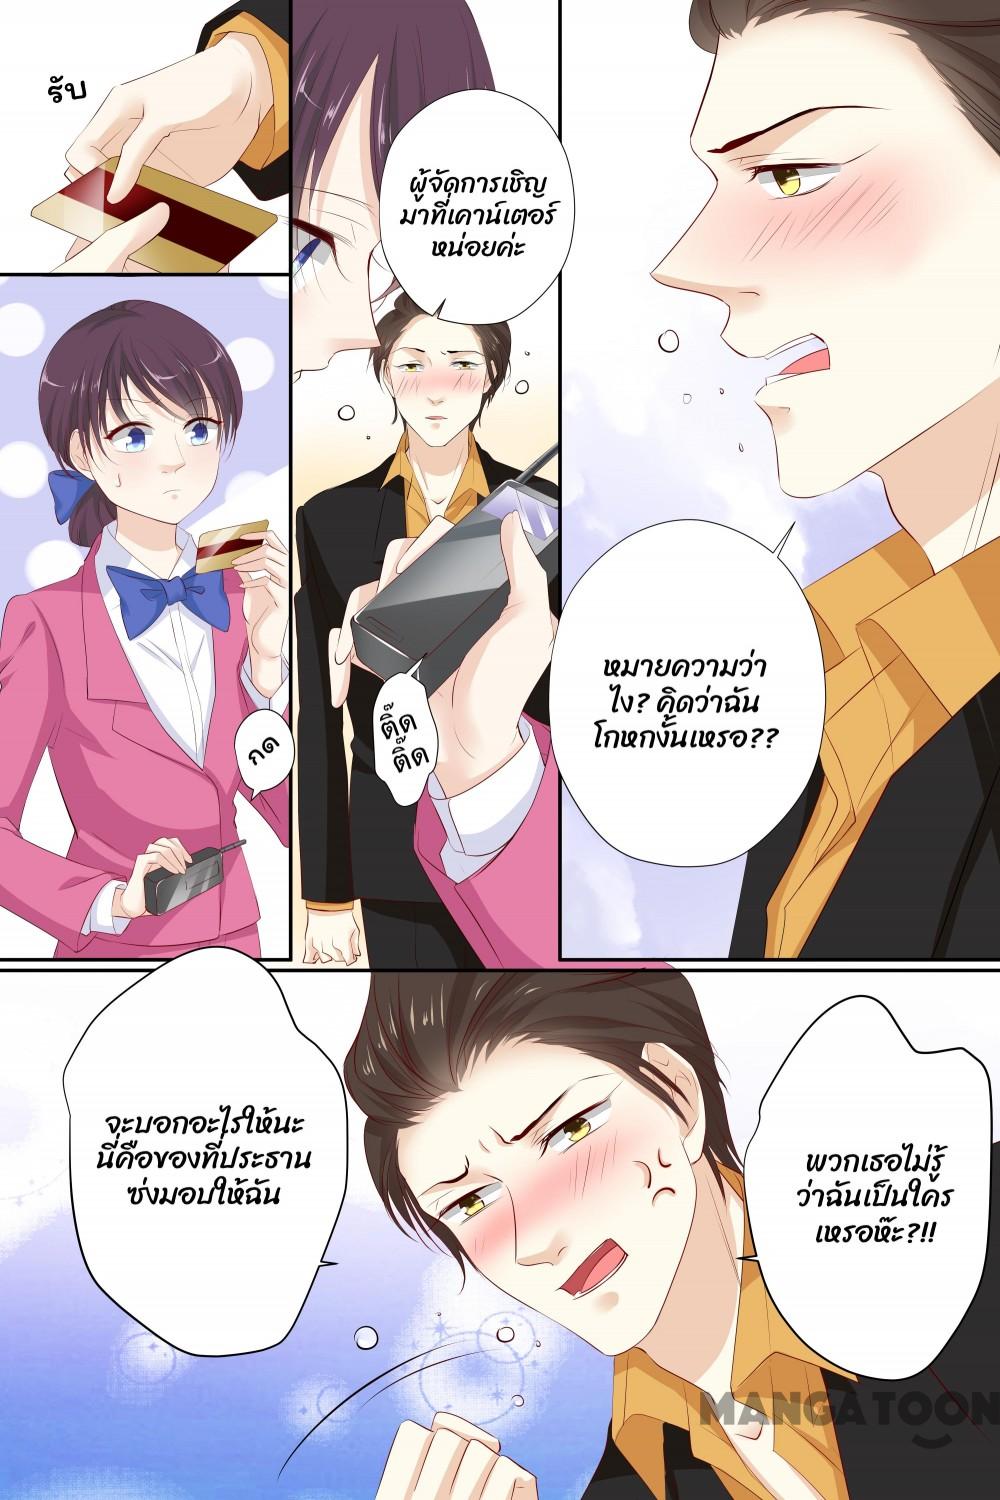 รับ
ผู้จัดการเชิญ
มาที่เคาน์เตอร์
หน่อยค่ะ
กด
ติ๊ด
ติ๊ด
หมายความว่า
ไง? คิดว่าฉัน
โกหกงั้นเหรอ??
จะบอกอะไรให้นะ
นี่คือของที่ประธาน
ซ่งมอบให้ฉัน
พวกเธอไม่รู้
ว่าฉันเป็นใคร
เหรอห๊ะ?!!
MANGATOON